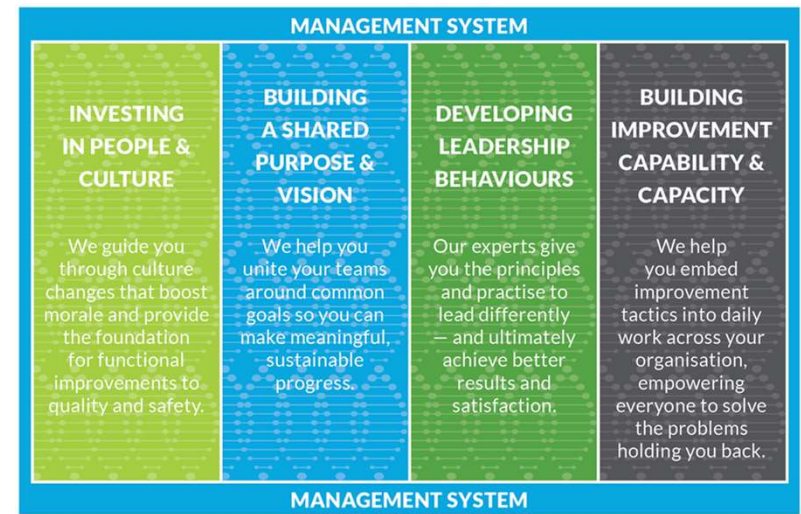 MANAGEMENT SYSTEM
INVESTING
IN PEOPLE &
CULTURE
We guide you
through culture
changes that boost
morale and provide
the foundation
for functional
improvements to
quality and safety.
BUILDING
A SHARED
PURPOSE &
VISION
We help you
unite your teams
around common
goals so you can
make meaningful,
sustainable
progress.
DEVELOPING
LEADERSHIP
BEHAVIOURS
Our experts give
you the principles
and practise to
lead differently
— and ultimately
achieve better
results and
satisfaction.
BUILDING
IMPROVEMENT
CAPABILITY &
CAPACITY
We help
you embed
improvement
tactics into daily
work across your
organisation,
empowering
everyone to solve
the problems
holding you back.
MANAGEMENT SYSTEM